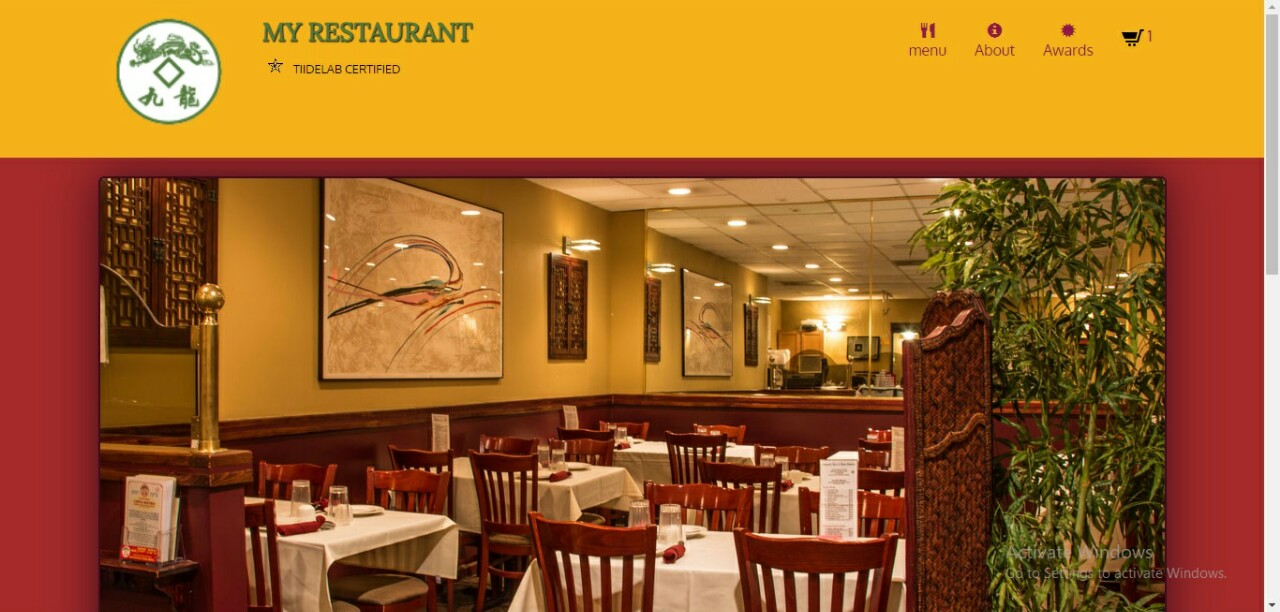 MY RESTAURANT
TIIDELAB CERTIFIED
九龍
menu
About
Awards
1
Activate Windows
Go to Settings to activate Windows.